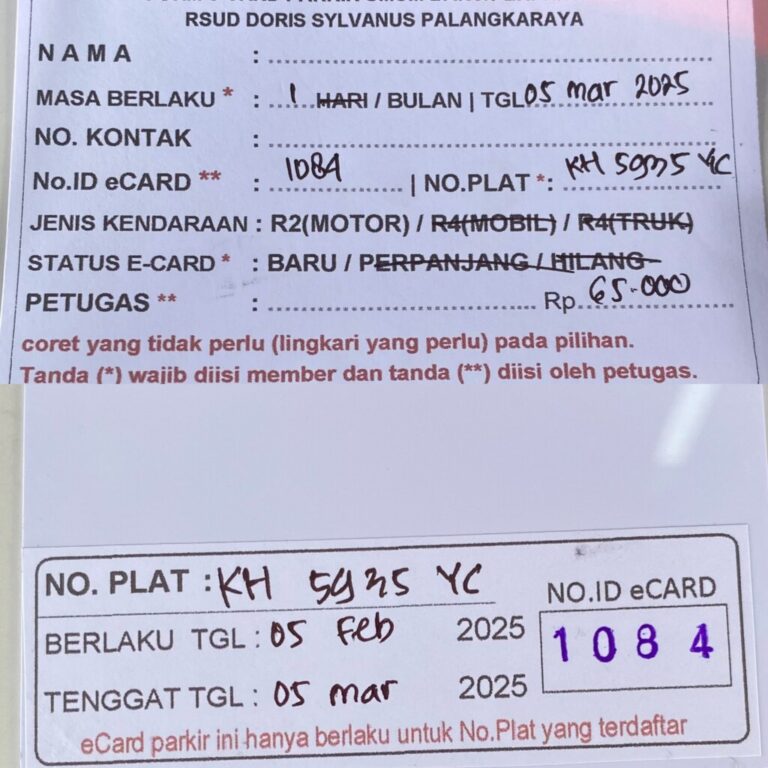 RSUD DORIS SYLVANUS PALANGKARAYA
NAMA : ........................
MASA BERLAKU * : 1 HARI / BULAN | TGL 05 mar 2025
NO. KONTAK : ........................
No.ID eCARD ** : 1084 | NO.PLAT *: KH 5935 YC
JENIS KENDARAAN : R2(MOTOR) / R4(MOBIL) / R4(TRUK)
STATUS E-CARD * : BARU / PERPANJANG / HILANG
PETUGAS ** : ........................ Rp. 65.000
coret yang tidak perlu (lingkari yang perlu) pada pilihan.
Tanda (*) wajib diisi member dan tanda (**) diisi oleh petugas.
NO. PLAT : KH 5935 YC
NO.ID eCARD
BERLAKU TGL : 05 Feb 2025
1084
TENGGAT TGL : 05 mar 2025
eCard parkir ini hanya berlaku untuk No.Plat yang terdaftar